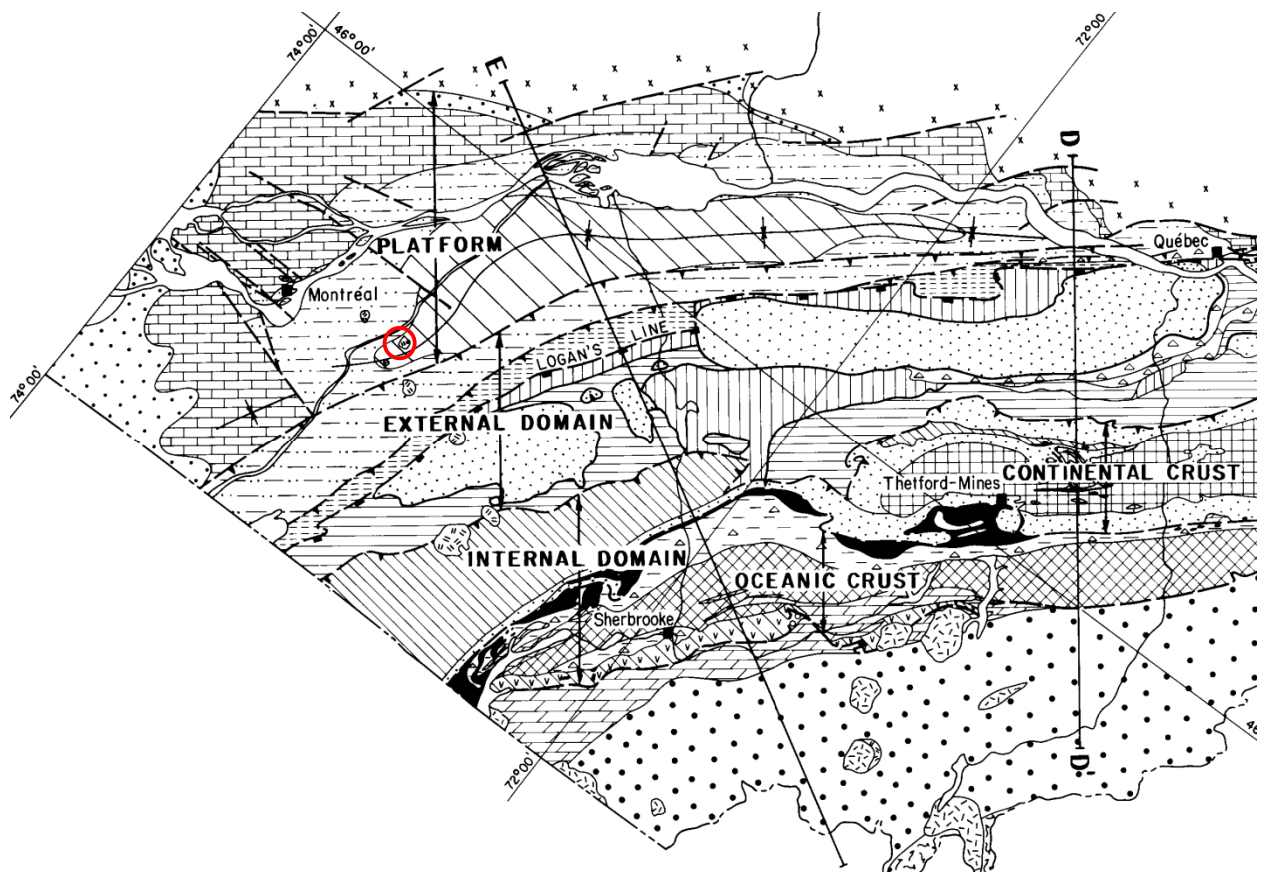 74°00'
46°00'
72°00'
E
D
PLATFORM
Québec
Montréal
LOGAN'S LINE
74°00'
EXTERNAL DOMAIN
CONTINENTAL CRUST
Thetford-Mines
INTERNAL DOMAIN
OCEANIC CRUST
Sherbrooke
72°00'
D'